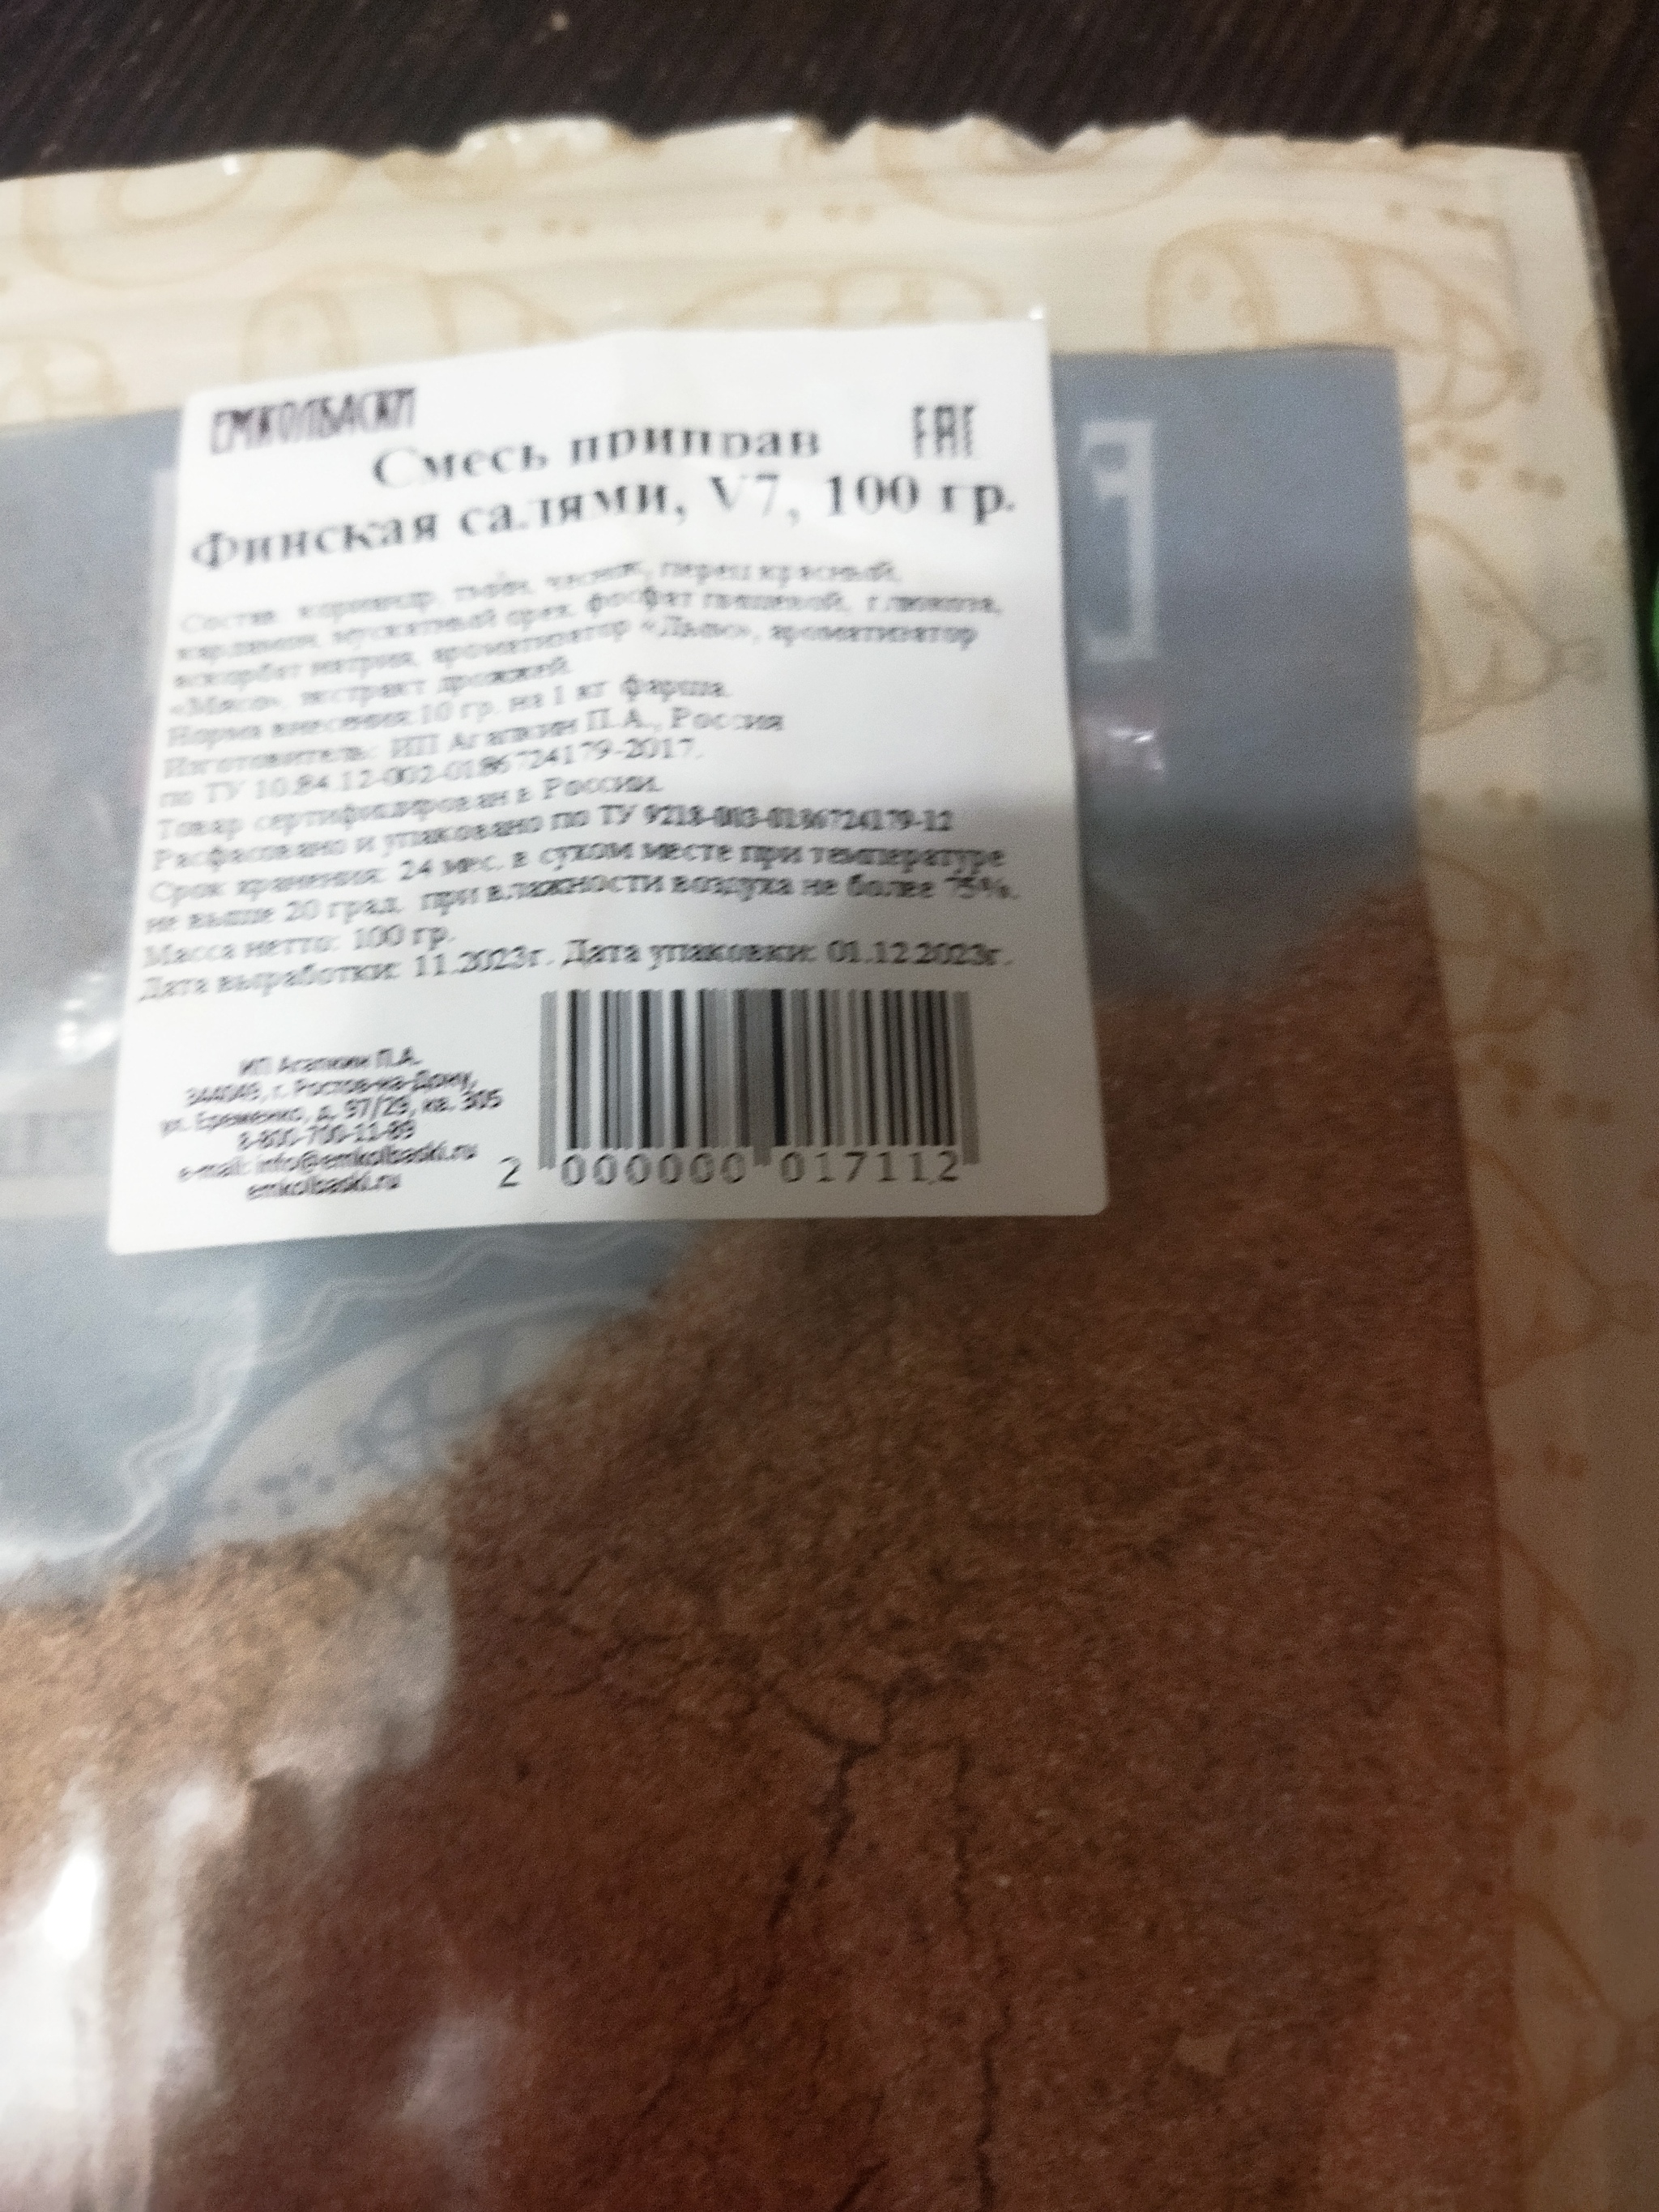 ЕМКОЛБАСКИ
ЕАС
Смесь приправ
Финская салями, V7, 100 гр.
Состав: кориандр, тмин, чеснок, перец красный,
кардамон, мускатный орех, фосфат пищевой, глюкоза,
аскорбат натрия, ароматизатор «Дым», ароматизатор
«Мясо», экстракт дрожжей.
Норма внесения:10 гр. на 1 кг фарша.
Изготовитель: ИП Агапкин П.А., Россия
по ТУ 10.84.12-002-0186724179-2017.
Товар сертифицирован в России.
Расфасовано и упаковано по ТУ 9218-003-0186724179-12
Срок хранения: 24 мес. в сухом месте при температуре
не выше 20 град. при влажности воздуха не более 75%.
Масса нетто: 100 гр.
Дата выработки: 11.2023г. Дата упаковки: 01.12.2023г.
ИП Агапкин П.А.
344049, г. Ростов-на-Дону,
ул. Еременко, д. 97/29, кв. 305
8-800-700-11-89
e-mail: info@emkolbaski.ru
emkolbaski.ru
2 000000 017112